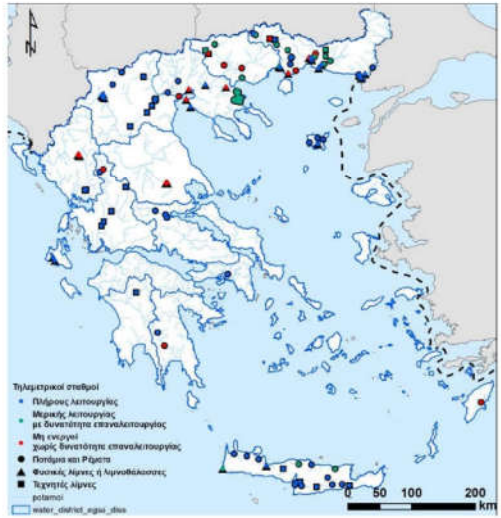 N
Τηλεμετρικοί σταθμοί
Πλήρους λειτουργίας
Μερικής λειτουργίας
με δυνατότητα επαναλειτουργίας
Μη ενεργοί
χωρίς δυνατότητα επαναλειτουργίας
Ποτάμια και Ρέματα
Φυσικές λίμνες ή λιμνοθάλασσες
Τεχνητές λίμνες
potamoi
water_district_egsa_diss
0 50 100 200
km